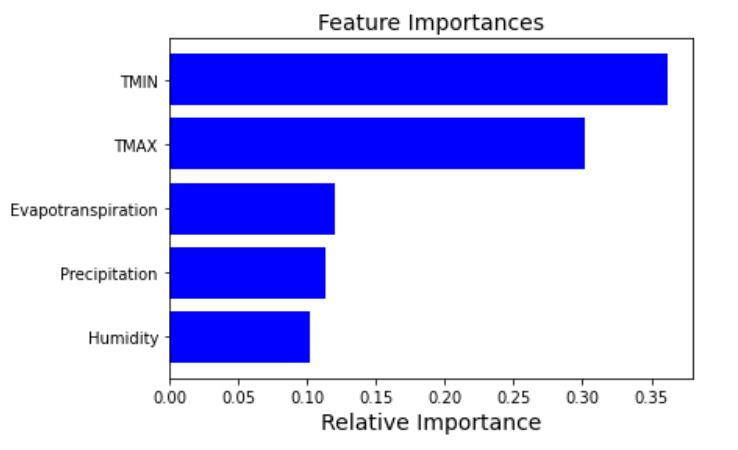 Feature Importances
TMIN
TMAX
Evapotranspiration
Precipitation
Humidity
0.00 0.05 0.10 0.15 0.20 0.25 0.30 0.35
Relative Importance